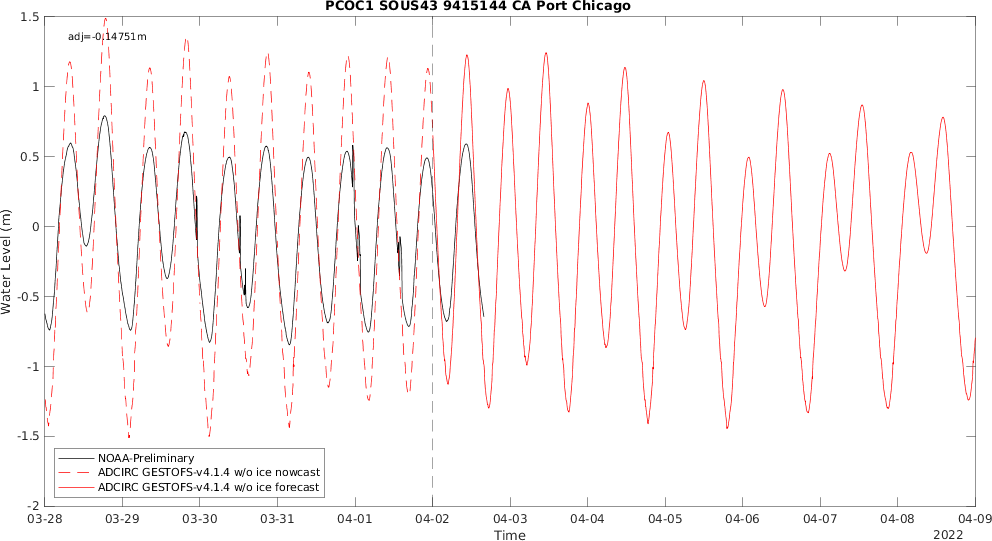 PCOC1 SOUS43 9415144 CA Port Chicago
adj=-0.14751m
1.5
1
0.5
0
-0.5
-1
-1.5
-2
Water Level (m)
NOAA-Preliminary
ADCIRC GESTOFS-v4.1.4 w/o ice nowcast
ADCIRC GESTOFS-v4.1.4 w/o ice forecast
03-28 03-29 03-30 03-31 04-01 04-02 04-03 04-04 04-05 04-06 04-07 04-08 04-09
Time
2022